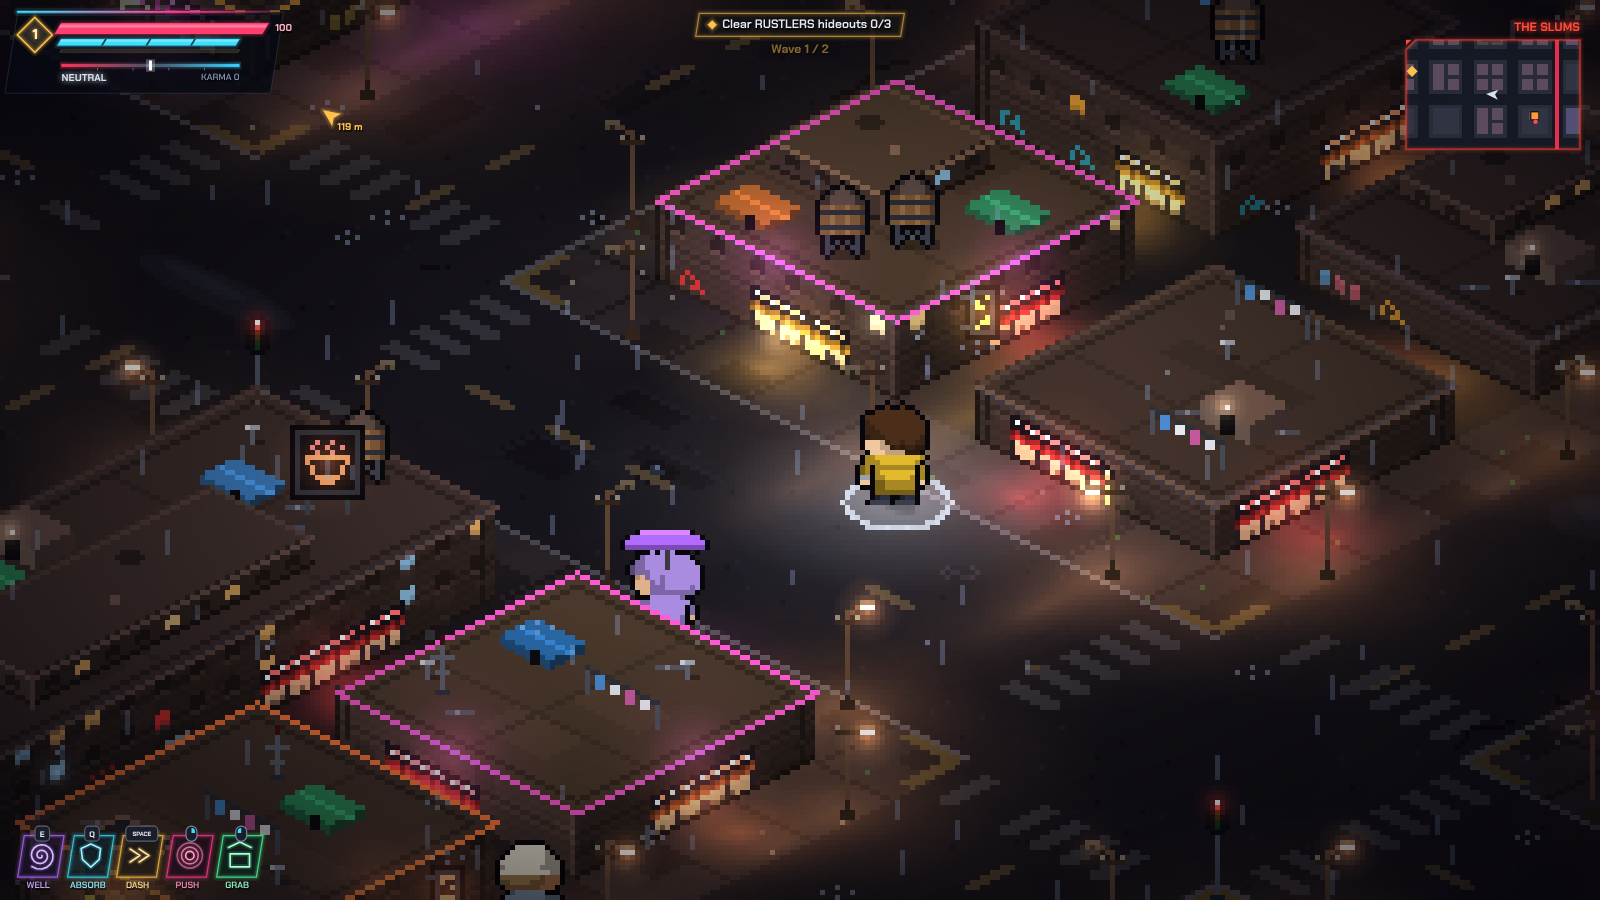 1
100
NEUTRAL
KARMA 0
Clear RUSTLERS hideouts 0/3
Wave 1 / 2
THE SLUMS
119 m
E
Q
SPACE
WELL
ABSORB
DASH
PUSH
GRAB